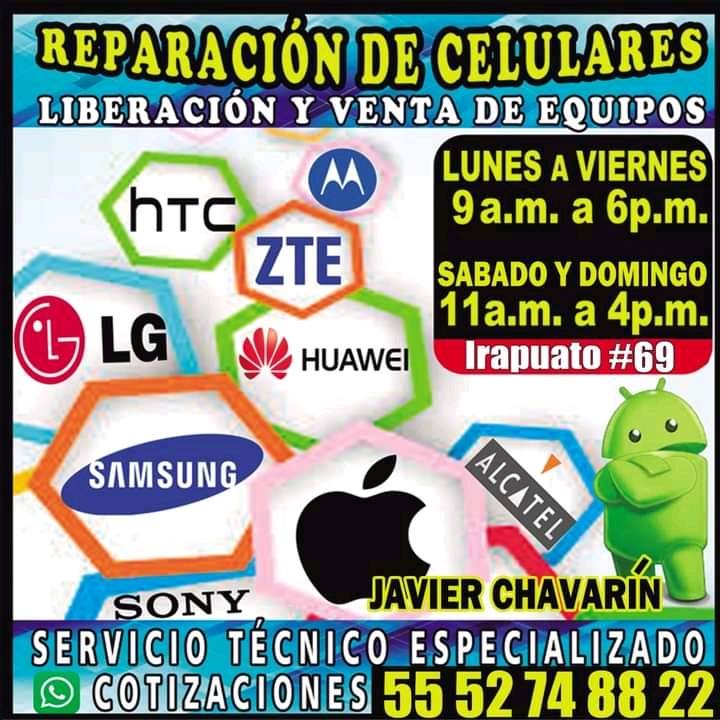 REPARACIÓN DE CELULARES
LIBERACIÓN Y VENTA DE EQUIPOS
LUNES A VIERNES
9 a.m. a 6p.m.
SABADO Y DOMINGO
11a.m. a 4p.m.
Irapuato #69
hTC
ZTE
LG
HUAWEI
SAMSUNG
ALCATEL
SONY
JAVIER CHAVARÍN
SERVICIO TÉCNICO ESPECIALIZADO
COTIZACIONES 55 52 74 88 22